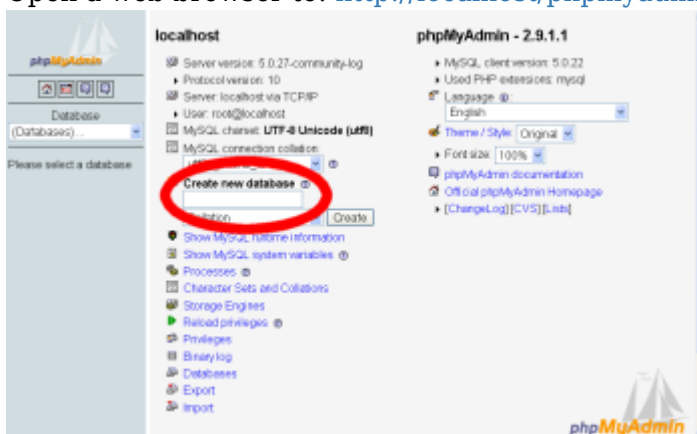 Open a web browser to: http://localhost/phpmyadmin
phpMyAdmin
Database
(Databases)...
Please select a database
localhost
Server version: 5.0.27-community-log
Protocol version: 10
Server: localhost via TCP/IP
User: root@localhost
MySQL charset: UTF-8 Unicode (utf8)
MySQL connection collation:
Create new database
Collation
Create
Show MySQL runtime information
Show MySQL system variables
Processes
Character Sets and Collations
Storage Engines
Reload privileges
Privileges
Binary log
Databases
Export
Import
phpMyAdmin - 2.9.1.1
MySQL client version: 5.0.22
Used PHP extensions: mysql
Language
English
Theme / Style: Original
Font size: 100%
phpMyAdmin documentation
Official phpMyAdmin Homepage
[ChangeLog] [CVS] [Lists]
phpMyAdmin